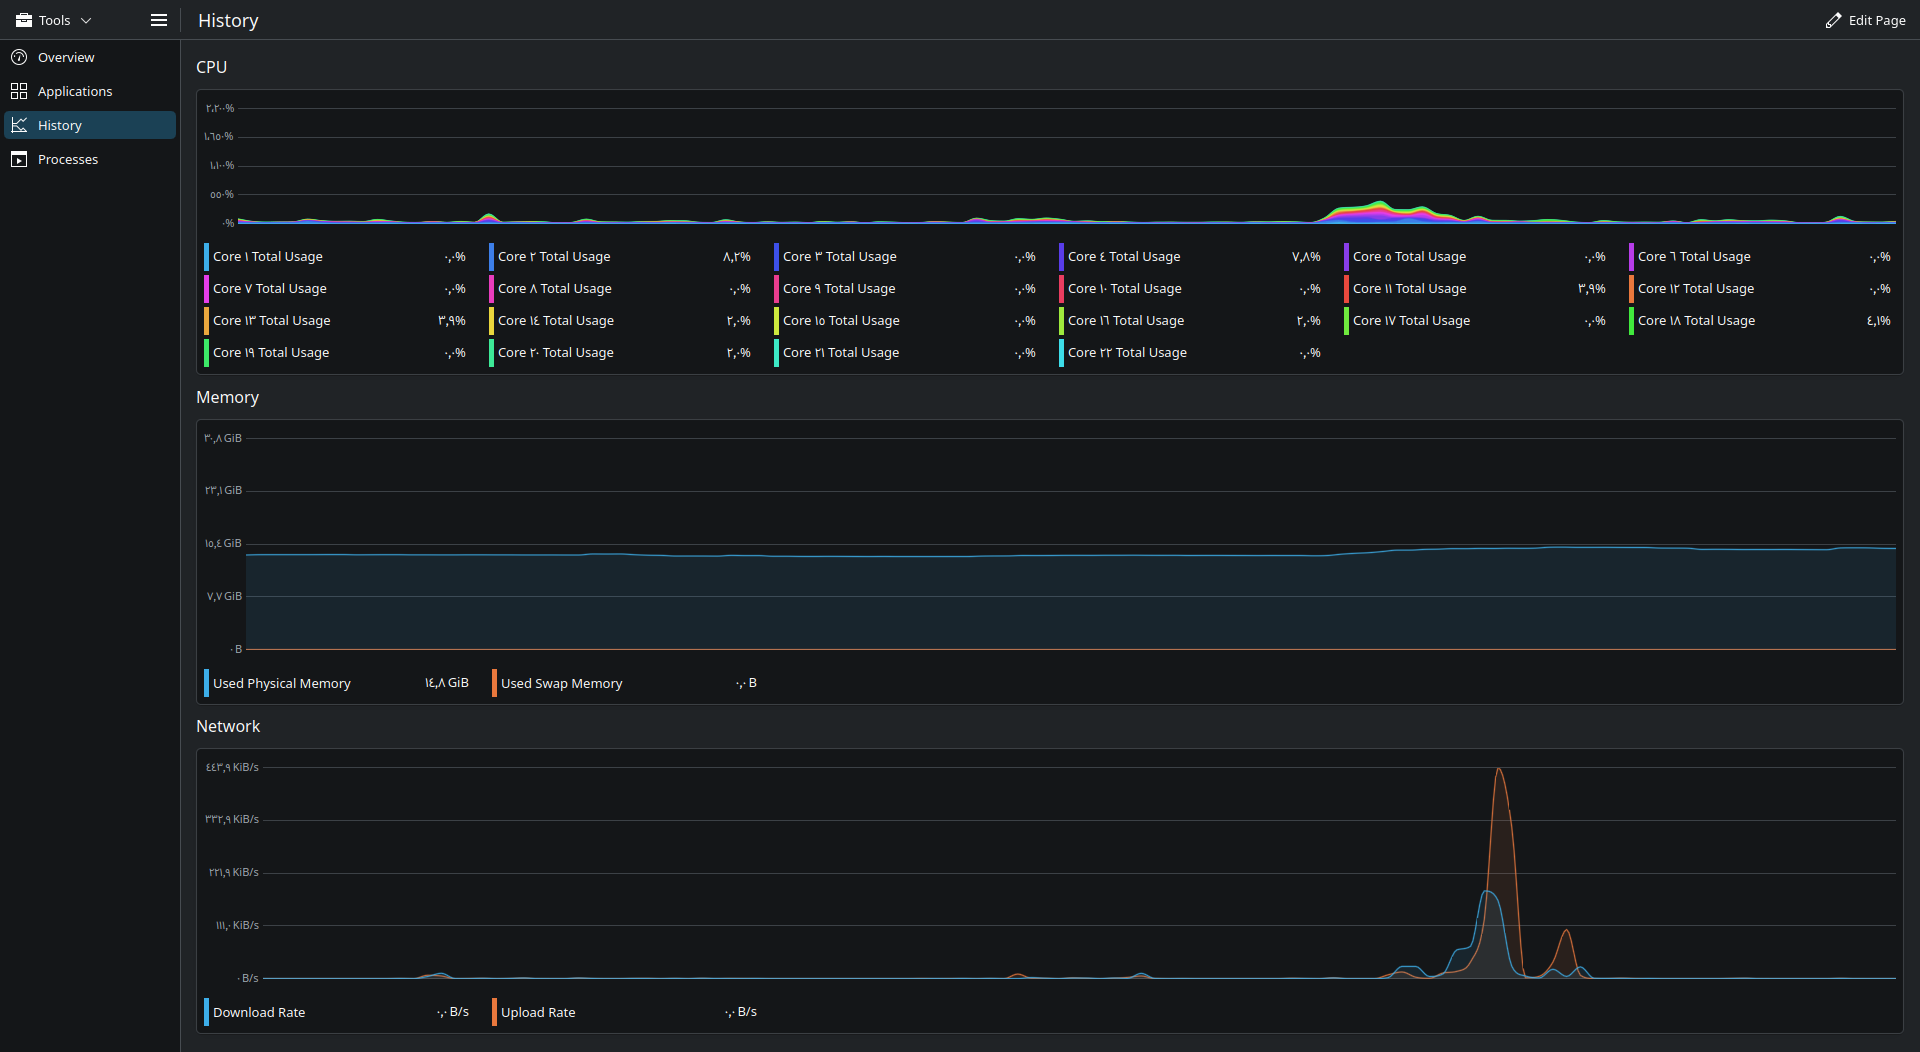 Tools
History
Edit Page
Overview
Applications
History
Processes
CPU
٢،٢٠٠%
١،٦٥٠%
١،١٠٠%
٥٥٠%
٠%
Core ١ Total Usage ٠,٠%
Core ٢ Total Usage ٨,٢%
Core ٣ Total Usage ٠,٠%
Core ٤ Total Usage ٧,٨%
Core ٥ Total Usage ٠,٠%
Core ٦ Total Usage ٠,٠%
Core ٧ Total Usage ٠,٠%
Core ٨ Total Usage ٠,٠%
Core ٩ Total Usage ٠,٠%
Core ١٠ Total Usage ٠,٠%
Core ١١ Total Usage ٣,٩%
Core ١٢ Total Usage ٠,٠%
Core ١٣ Total Usage ٣,٩%
Core ١٤ Total Usage ٢,٠%
Core ١٥ Total Usage ٠,٠%
Core ١٦ Total Usage ٢,٠%
Core ١٧ Total Usage ٠,٠%
Core ١٨ Total Usage ٤,١%
Core ١٩ Total Usage ٠,٠%
Core ٢٠ Total Usage ٢,٠%
Core ٢١ Total Usage ٠,٠%
Core ٢٢ Total Usage ٠,٠%
Memory
٣٠,٨ GiB
٢٣,١ GiB
١٥,٤ GiB
٧,٧ GiB
٠ B
Used Physical Memory ١٤,٨ GiB
Used Swap Memory ٠,٠ B
Network
٤٤٣,٩ KiB/s
٣٣٢,٩ KiB/s
٢٢١,٩ KiB/s
١١١,٠ KiB/s
٠ B/s
Download Rate ٠,٠ B/s
Upload Rate ٠,٠ B/s